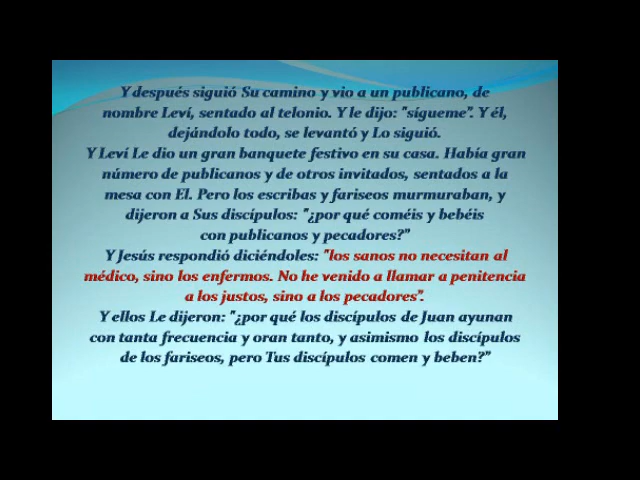 Y después siguió Su camino y vio a un publicano, de
nombre Leví, sentado al telonio. Y le dijo: "sígueme". Y él,
dejándolo todo, se levantó y Lo siguió.
Y Leví Le dio un gran banquete festivo en su casa. Había gran
número de publicanos y de otros invitados, sentados a la
mesa con El. Pero los escribas y fariseos murmuraban, y
dijeron a Sus discípulos: "¿por qué coméis y bebéis
con publicanos y pecadores?"
Y Jesús respondió diciéndoles: "los sanos no necesitan al
médico, sino los enfermos. No he venido a llamar a penitencia
a los justos, sino a los pecadores".
Y ellos Le dijeron: "¿por qué los discípulos de Juan ayunan
con tanta frecuencia y oran tanto, y asimismo los discípulos
de los fariseos, pero Tus discípulos comen y beben?"